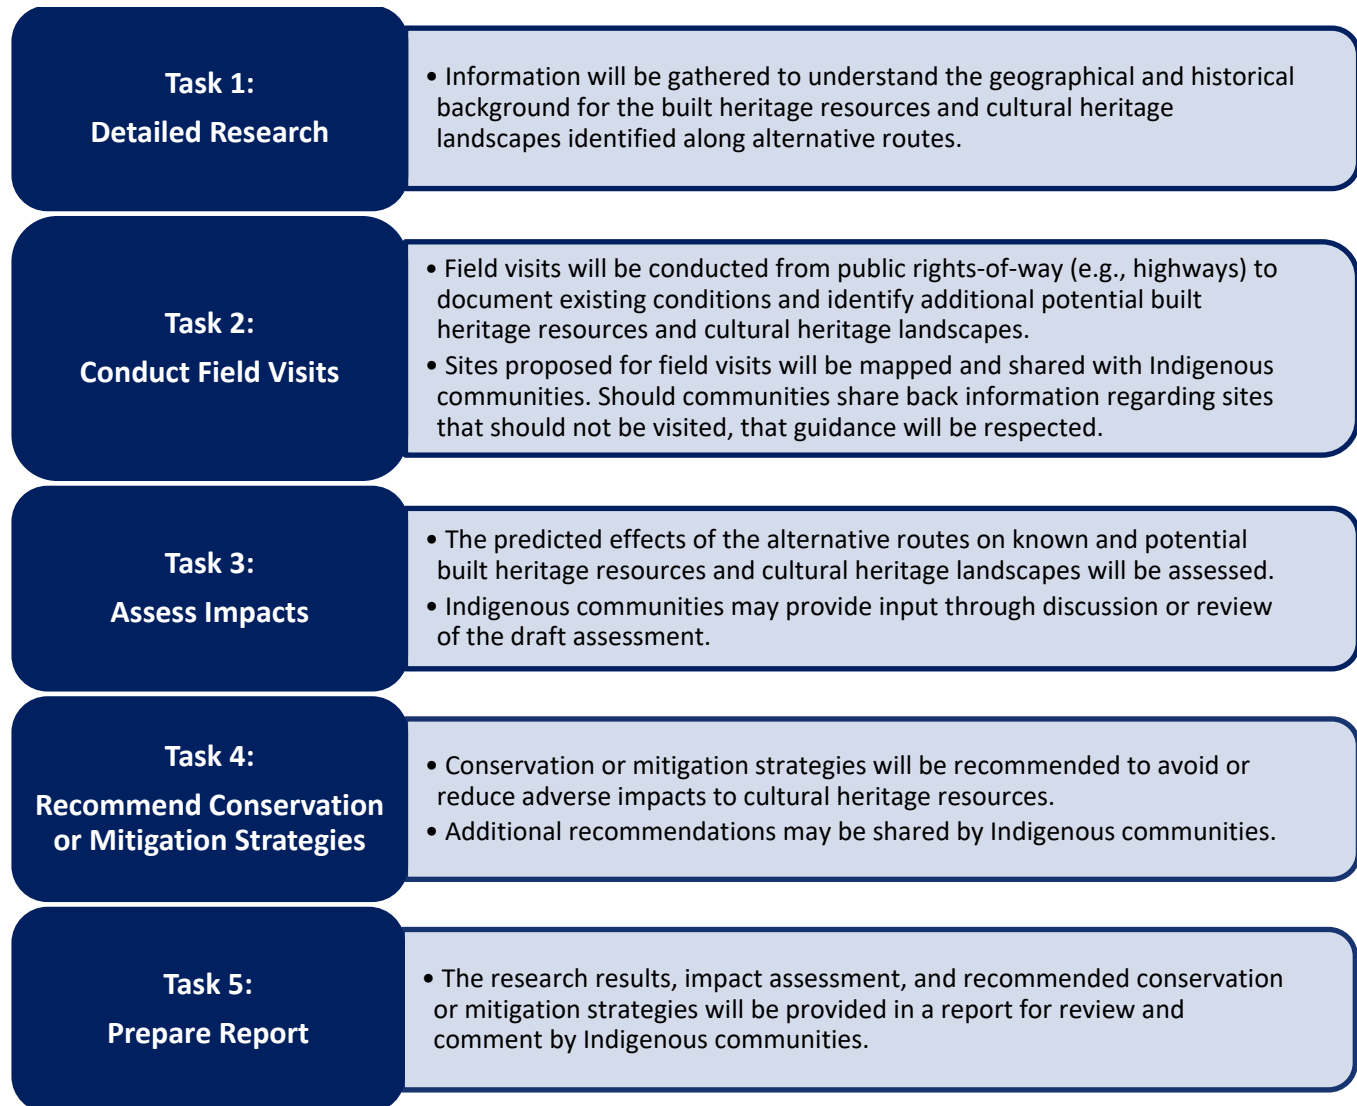 Task 1:
Detailed Research
• Information will be gathered to understand the geographical and historical
background for the built heritage resources and cultural heritage
landscapes identified along alternative routes.
Task 2:
Conduct Field Visits
• Field visits will be conducted from public rights-of-way (e.g., highways) to
document existing conditions and identify additional potential built
heritage resources and cultural heritage landscapes.
• Sites proposed for field visits will be mapped and shared with Indigenous
communities. Should communities share back information regarding sites
that should not be visited, that guidance will be respected.
Task 3:
Assess Impacts
• The predicted effects of the alternative routes on known and potential
built heritage resources and cultural heritage landscapes will be assessed.
• Indigenous communities may provide input through discussion or review
of the draft assessment.
Task 4:
Recommend Conservation
or Mitigation Strategies
• Conservation or mitigation strategies will be recommended to avoid or
reduce adverse impacts to cultural heritage resources.
• Additional recommendations may be shared by Indigenous communities.
Task 5:
Prepare Report
• The research results, impact assessment, and recommended conservation
or mitigation strategies will be provided in a report for review and
comment by Indigenous communities.